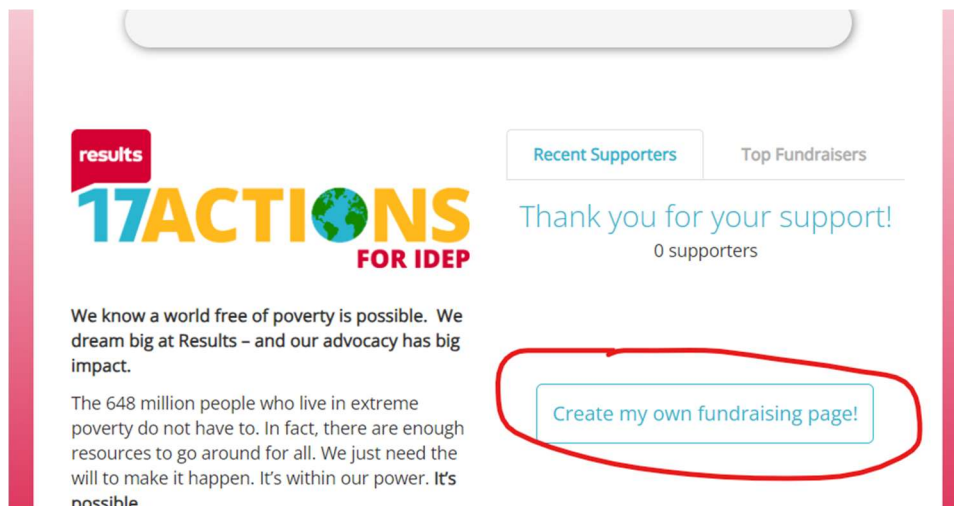 results
17ACTIONS
FOR IDEP
We know a world free of poverty is possible.  We
dream big at Results – and our advocacy has big
impact.
The 648 million people who live in extreme
poverty do not have to. In fact, there are enough
resources to go around for all. We just need the
will to make it happen. It's within our power. It's
possible
Recent Supporters
Top Fundraisers
Thank you for your support!
0 supporters
Create my own fundraising page!